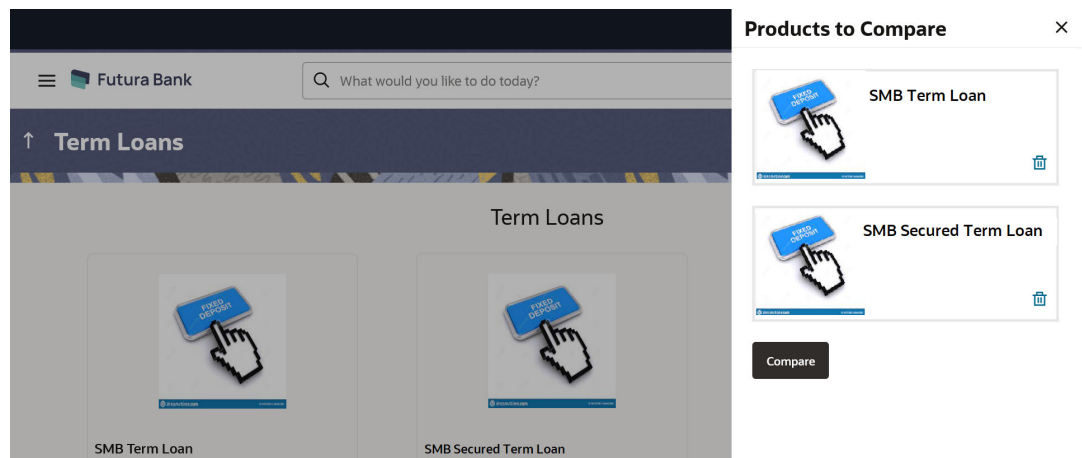 Products to Compare
Futura Bank
What would you like to do today?
Term Loans
Term Loans
FIXED DEPOSIT
SMB Term Loan
FIXED DEPOSIT
SMB Secured Term Loan
FIXED DEPOSIT
SMB Term Loan
FIXED DEPOSIT
SMB Secured Term Loan
Compare